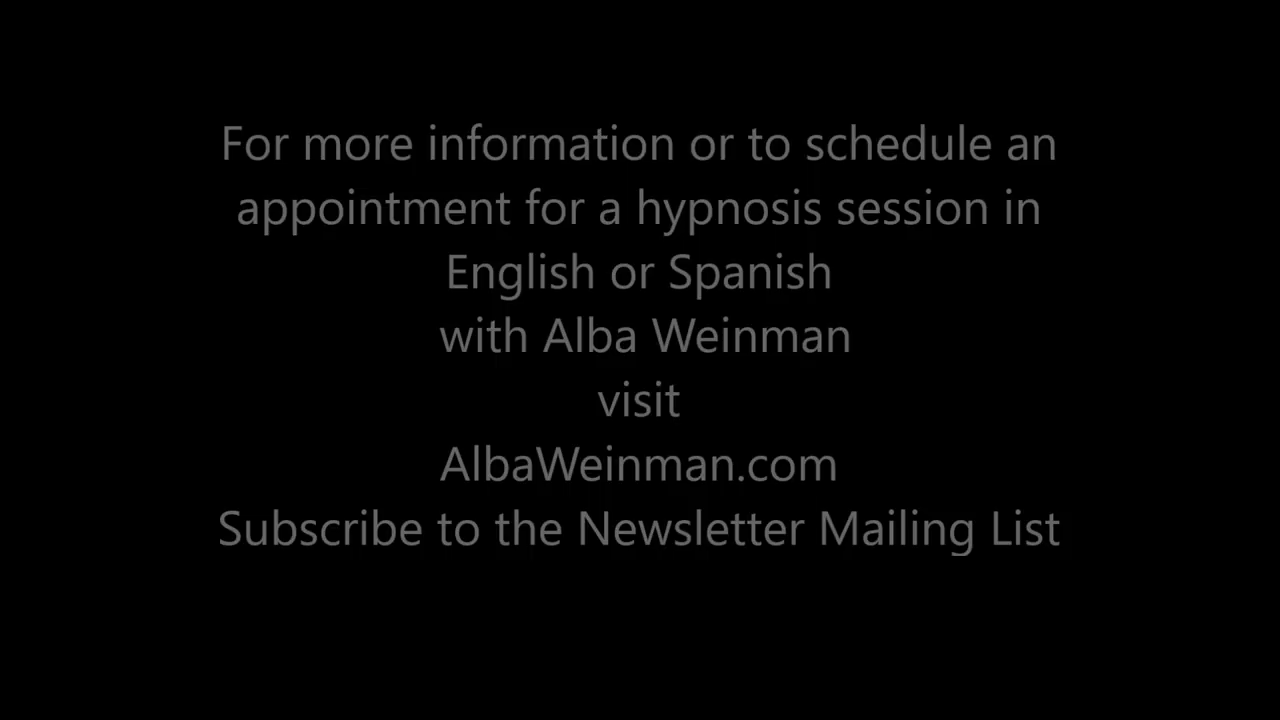 For more information or to schedule an
appointment for a hypnosis session in
English or Spanish
with Alba Weinman
visit
AlbaWeinman.com
Subscribe to the Newsletter Mailing List